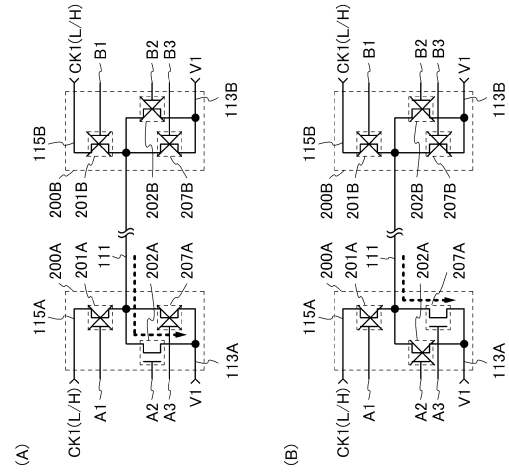 (A)
115A
200A
201A
111
202A
207A
CK1(L/H)
A1
A2
A3
V1
113A
115B
200B
201B
202B
207B
CK1(L/H)
B1
B2
B3
V1
113B
(B)
115A
200A
201A
111
202A
207A
CK1(L/H)
A1
A2
A3
V1
113A
115B
200B
201B
202B
207B
CK1(L/H)
B1
B2
B3
V1
113B